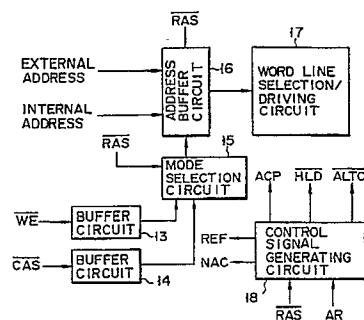 RAS
17
EXTERNAL
ADDRESS
ADDRESS
BUFFER
CIRCUIT
16
WORD LINE
SELECTION/
DRIVING
CIRCUIT
INTERNAL
ADDRESS
RAS
15
MODE
SELECTION
CIRCUIT
ACP
HLD
ALTC
WE
BUFFER
CIRCUIT
13
REF
NAC
CONTROL
SIGNAL
GENERATING
CIRCUIT
CAS
BUFFER
CIRCUIT
14
18
RAS
AR